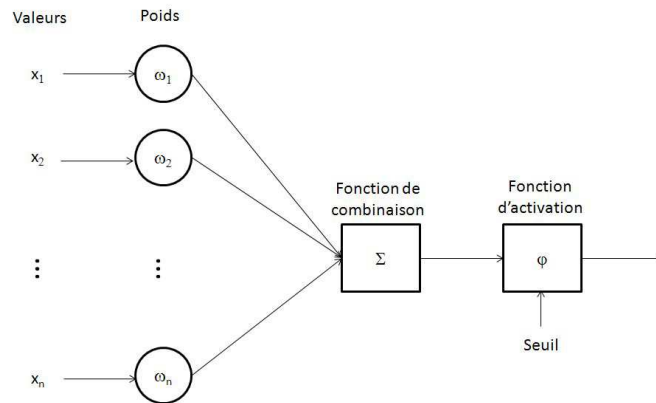 Valeurs
Poids
x₁
ω₁
x₂
ω₂
Fonction de
combinaison
Fonction
d'activation
⋮
⋮
Σ
φ
Seuil
xₙ
ωₙ